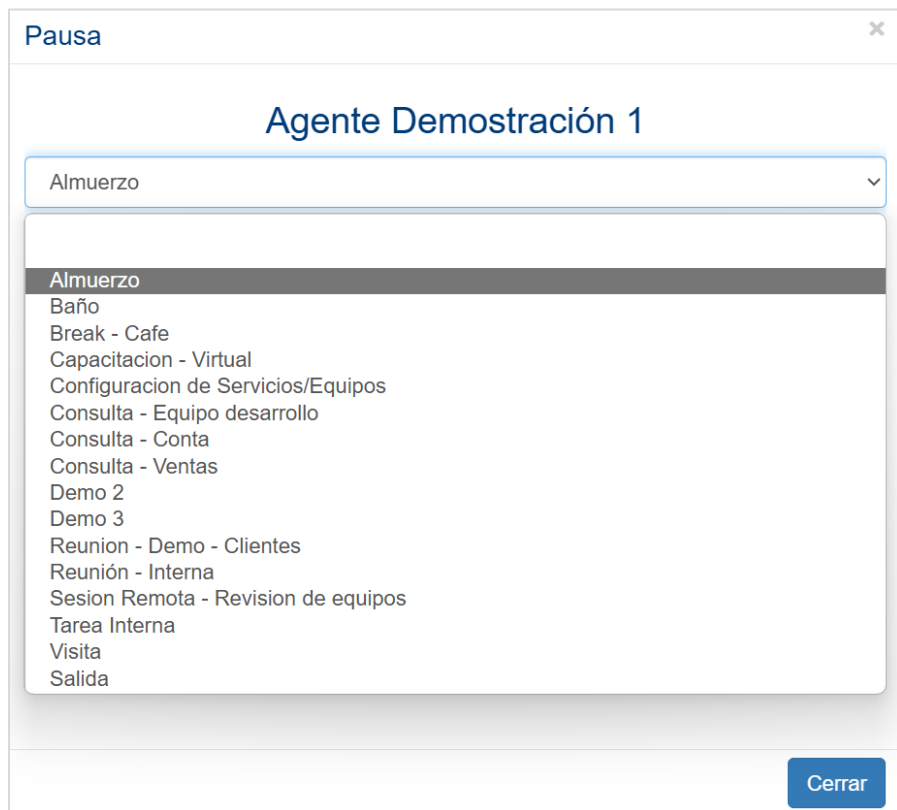 Pausa
×
Agente Demostración 1
Almuerzo
Almuerzo
Baño
Break - Cafe
Capacitacion - Virtual
Configuracion de Servicios/Equipos
Consulta - Equipo desarrollo
Consulta - Conta
Consulta - Ventas
Demo 2
Demo 3
Reunion - Demo - Clientes
Reunión - Interna
Sesion Remota - Revision de equipos
Tarea Interna
Visita
Salida
Cerrar